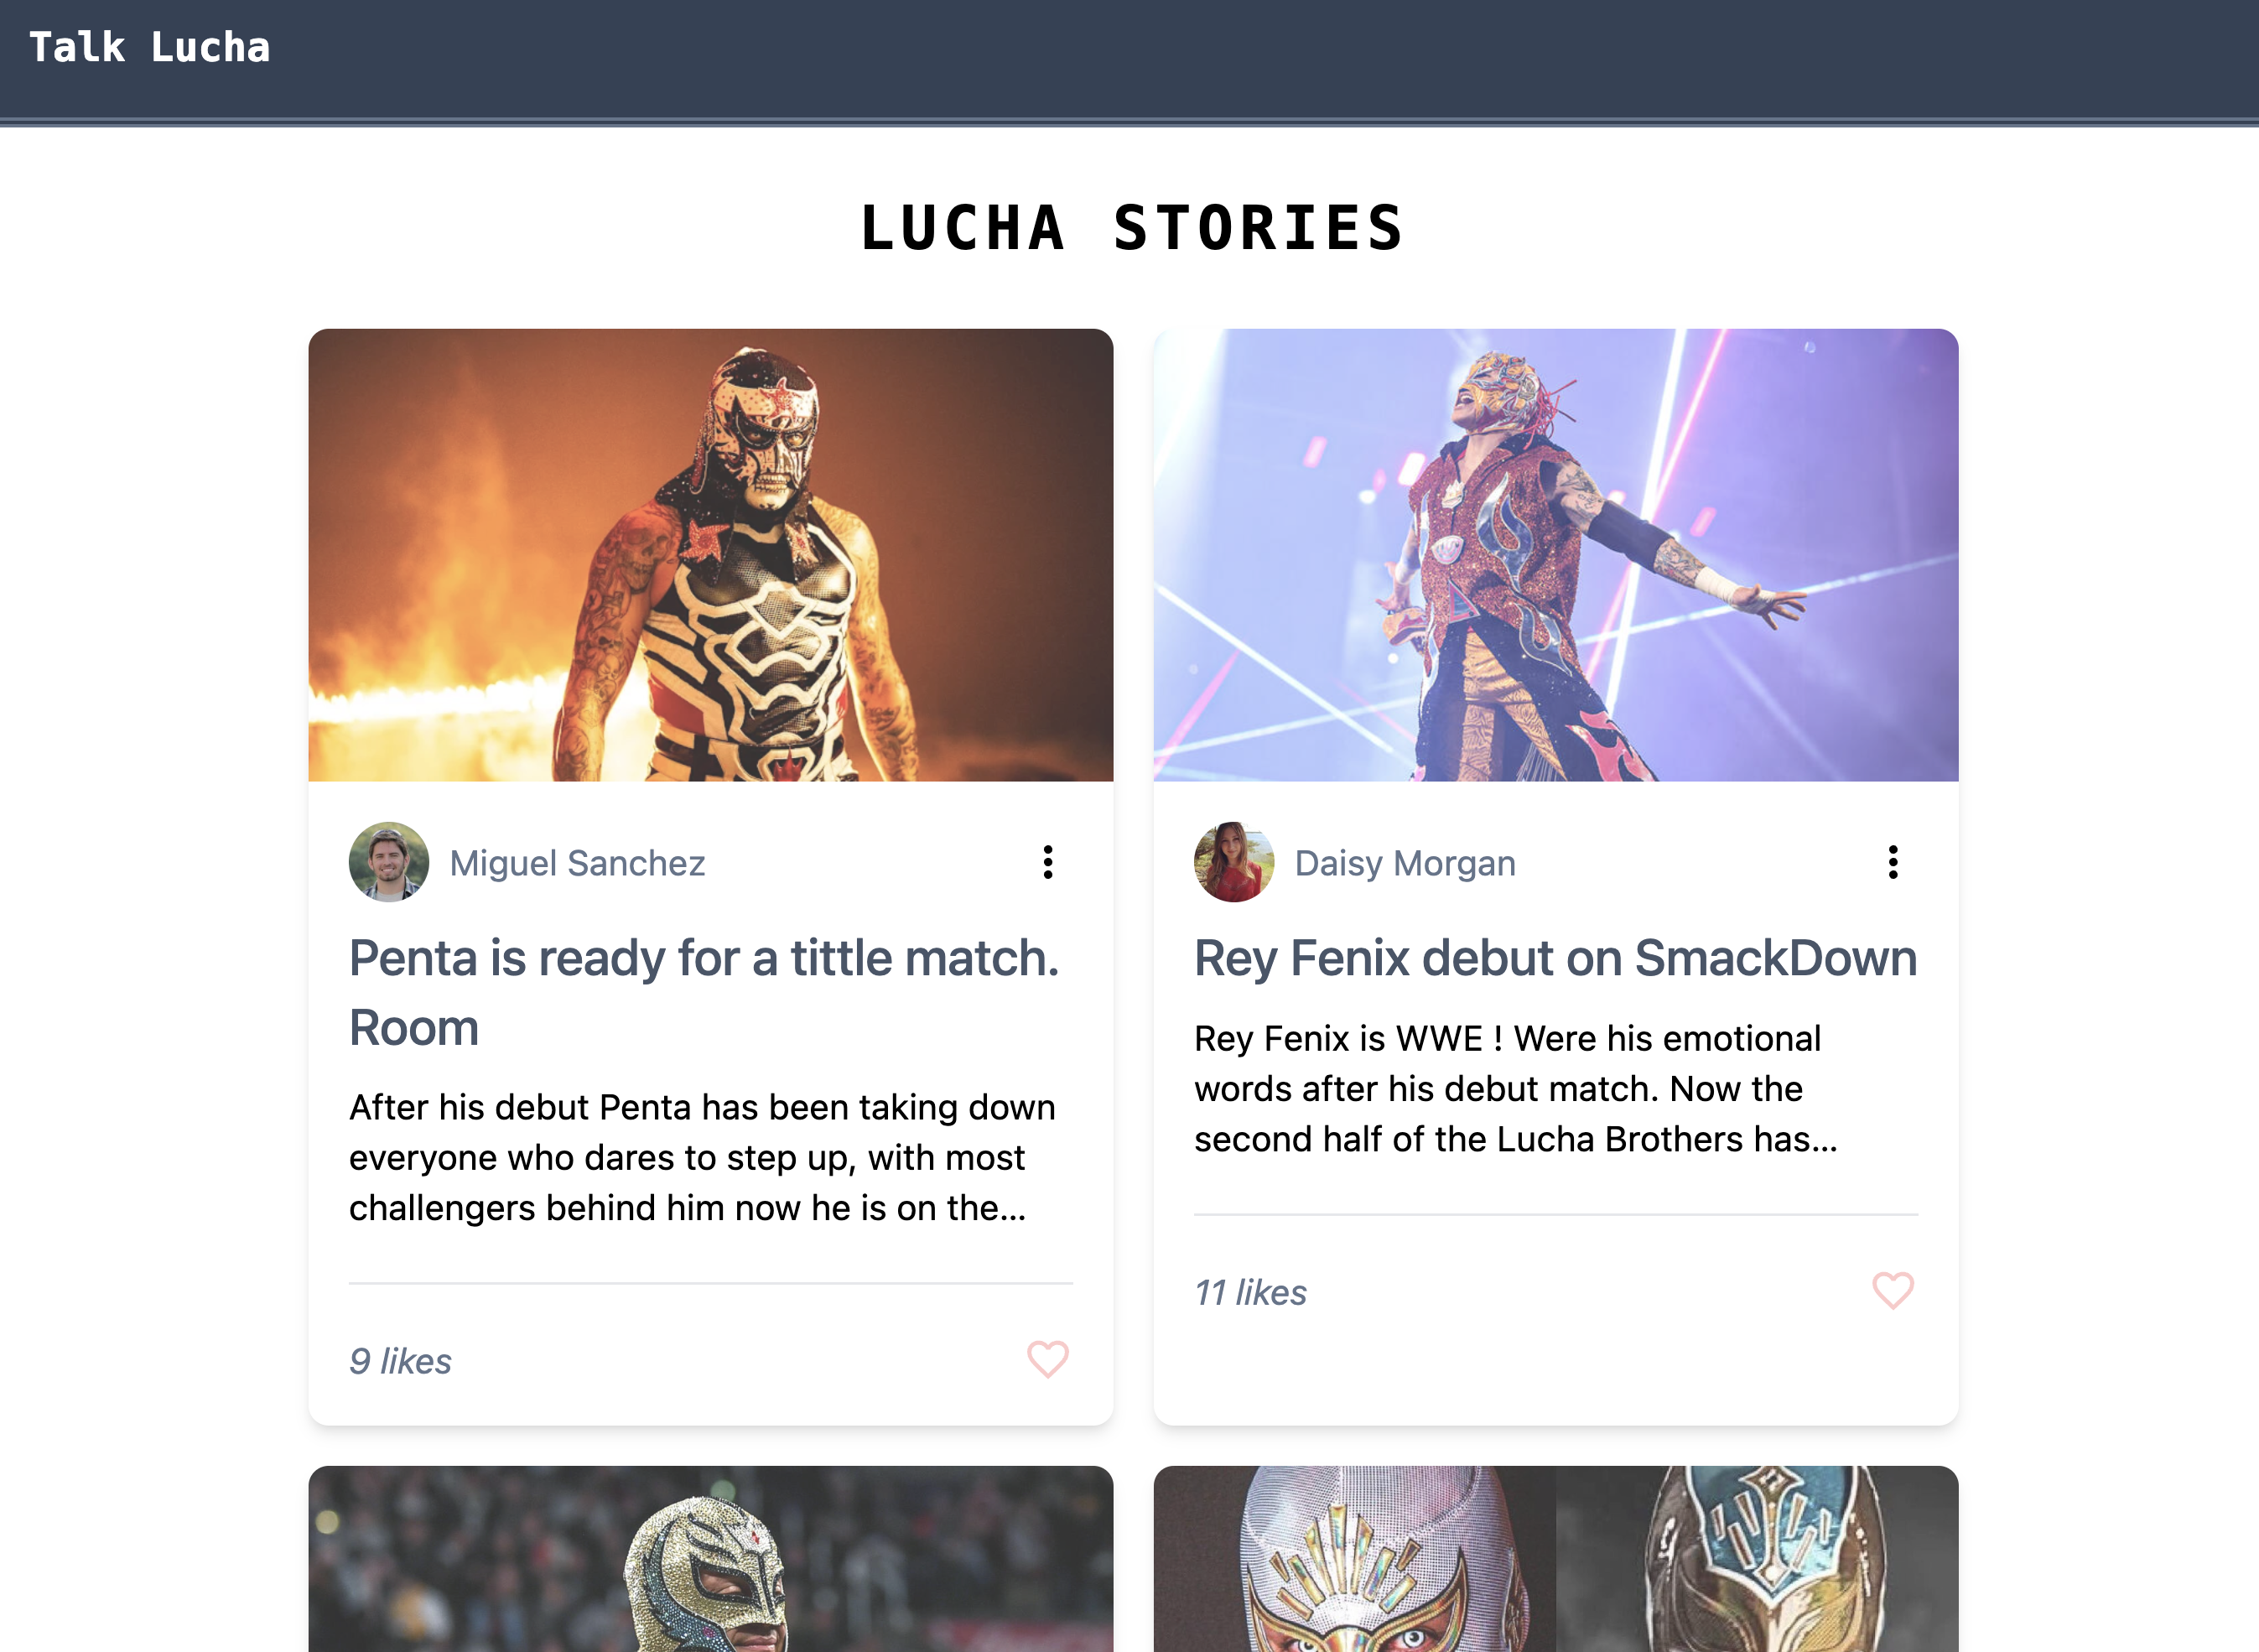 Talk Lucha
LUCHA STORIES
Miguel Sanchez
Penta is ready for a tittle match.
Room
After his debut Penta has been taking down
everyone who dares to step up, with most
challengers behind him now he is on the...
9 likes
Daisy Morgan
Rey Fenix debut on SmackDown
Rey Fenix is WWE ! Were his emotional
words after his debut match. Now the
second half of the Lucha Brothers has...
11 likes